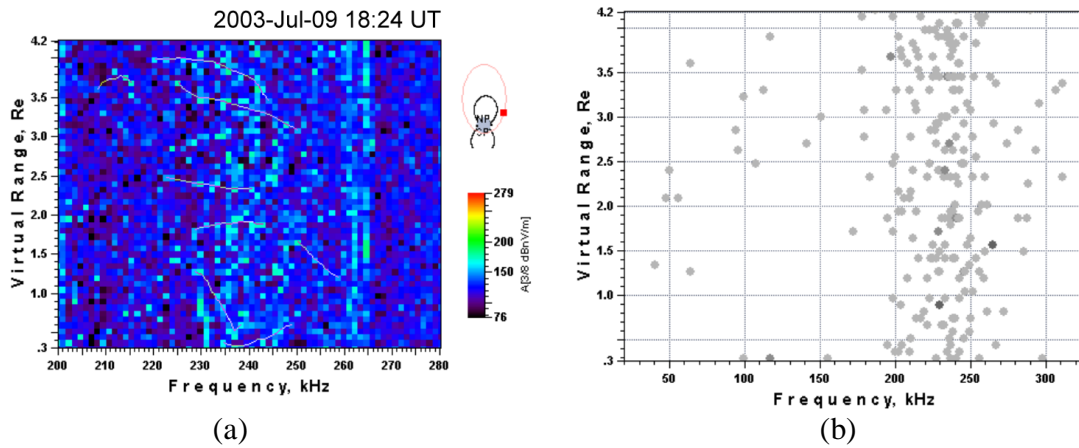 2003-Jul-09 18:24 UT
4.2
3.5
3.0
2.5
2.0
1.5
1.0
.3
Virtual Range, Re
200 210 220 230 240 250 260 270 280
Frequency, kHz
NP
SP
279
200
150
76
A[3/8 dBnV/m]
(a)
4.2
3.5
3.0
2.5
2.0
1.5
1.0
.3
Virtual Range, Re
50 100 150 200 250 300
Frequency, kHz
(b)